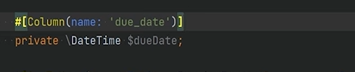 #[Column(name: 'due_date')]
private \DateTime $dueDate;